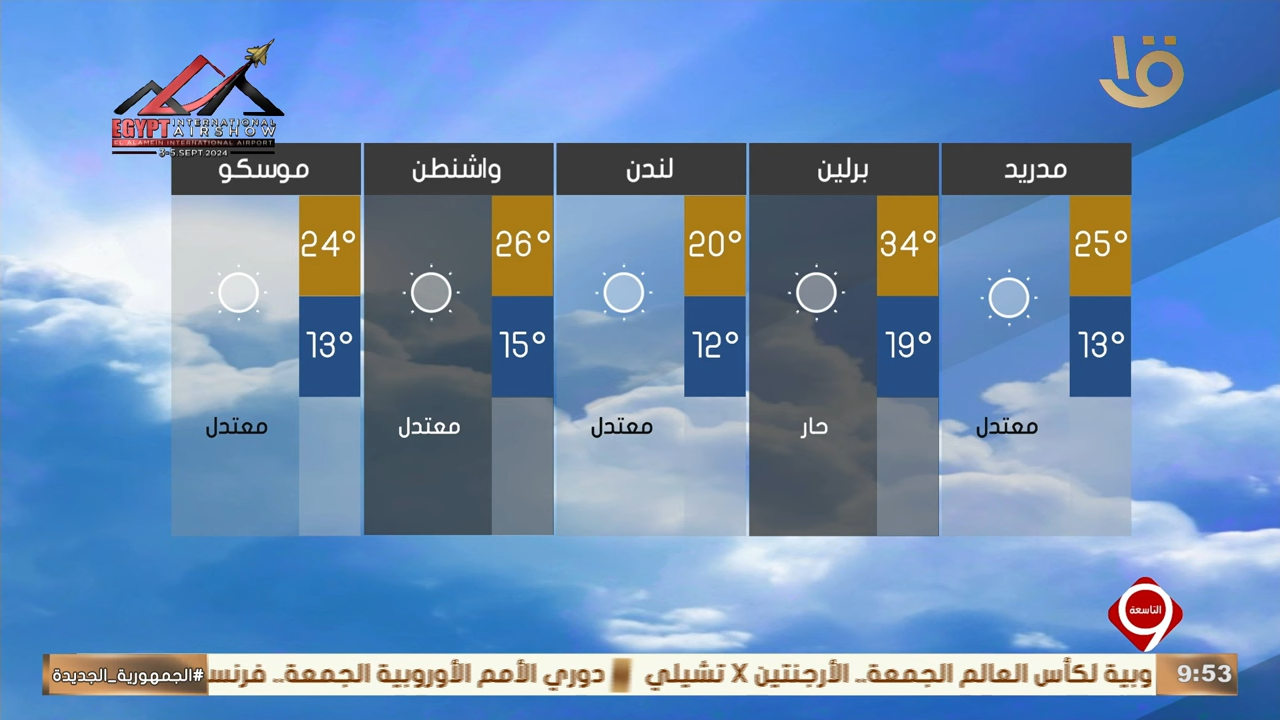 EGYPT INTERNATIONAL AIRSHOW
EL ALAMEIN INTERNATIONAL AIRPORT
3-5.SEPT.2024
مدريد
25°
13°
معتدل
برلين
34°
19°
حار
لندن
20°
12°
معتدل
واشنطن
26°
15°
معتدل
موسكو
24°
13°
معتدل
التاسعة
9
9:53
وبية لكأس العالم الجمعة.. الأرجنتين X تشيلي
دوري الأمم الأوروبية الجمعة.. فرنس
#الجمهورية_الجديدة